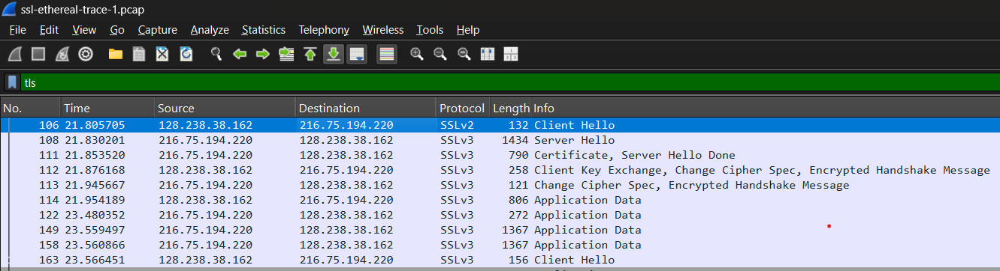 ssl-ethereal-trace-1.pcap
File Edit View Go Capture Analyze Statistics Telephony Wireless Tools Help
tls
No. Time Source Destination Protocol Length Info
106 21.805705 128.238.38.162 216.75.194.220 SSLv2 132 Client Hello
108 21.830201 216.75.194.220 128.238.38.162 SSLv3 1434 Server Hello
111 21.853520 216.75.194.220 128.238.38.162 SSLv3 790 Certificate, Server Hello Done
112 21.876168 128.238.38.162 216.75.194.220 SSLv3 258 Client Key Exchange, Change Cipher Spec, Encrypted Handshake Message
113 21.945667 216.75.194.220 128.238.38.162 SSLv3 121 Change Cipher Spec, Encrypted Handshake Message
114 21.954189 128.238.38.162 216.75.194.220 SSLv3 806 Application Data
122 23.480352 216.75.194.220 128.238.38.162 SSLv3 272 Application Data
149 23.559497 216.75.194.220 128.238.38.162 SSLv3 1367 Application Data
158 23.560866 216.75.194.220 128.238.38.162 SSLv3 1367 Application Data
163 23.566451 128.238.38.162 216.75.194.220 SSLv3 156 Client Hello